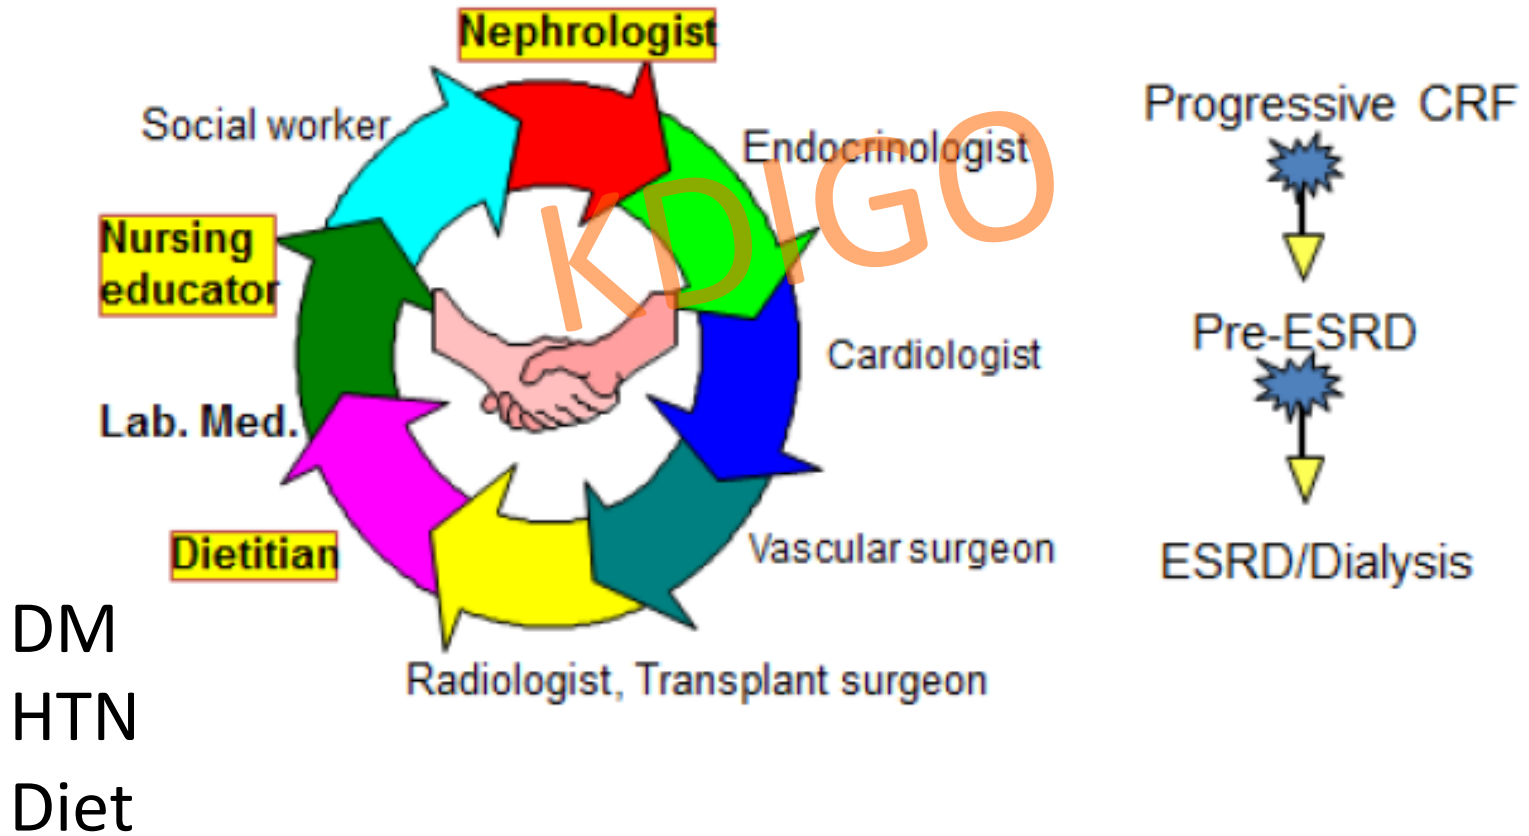 Nephrologist
Social worker
Endocrinologist
KDIGO
Nursing
educator
Cardiologist
Lab. Med.
Dietitian
Vascular surgeon
Radiologist, Transplant surgeon
DM
HTN
Diet
Progressive CRF
Pre-ESRD
ESRD/Dialysis